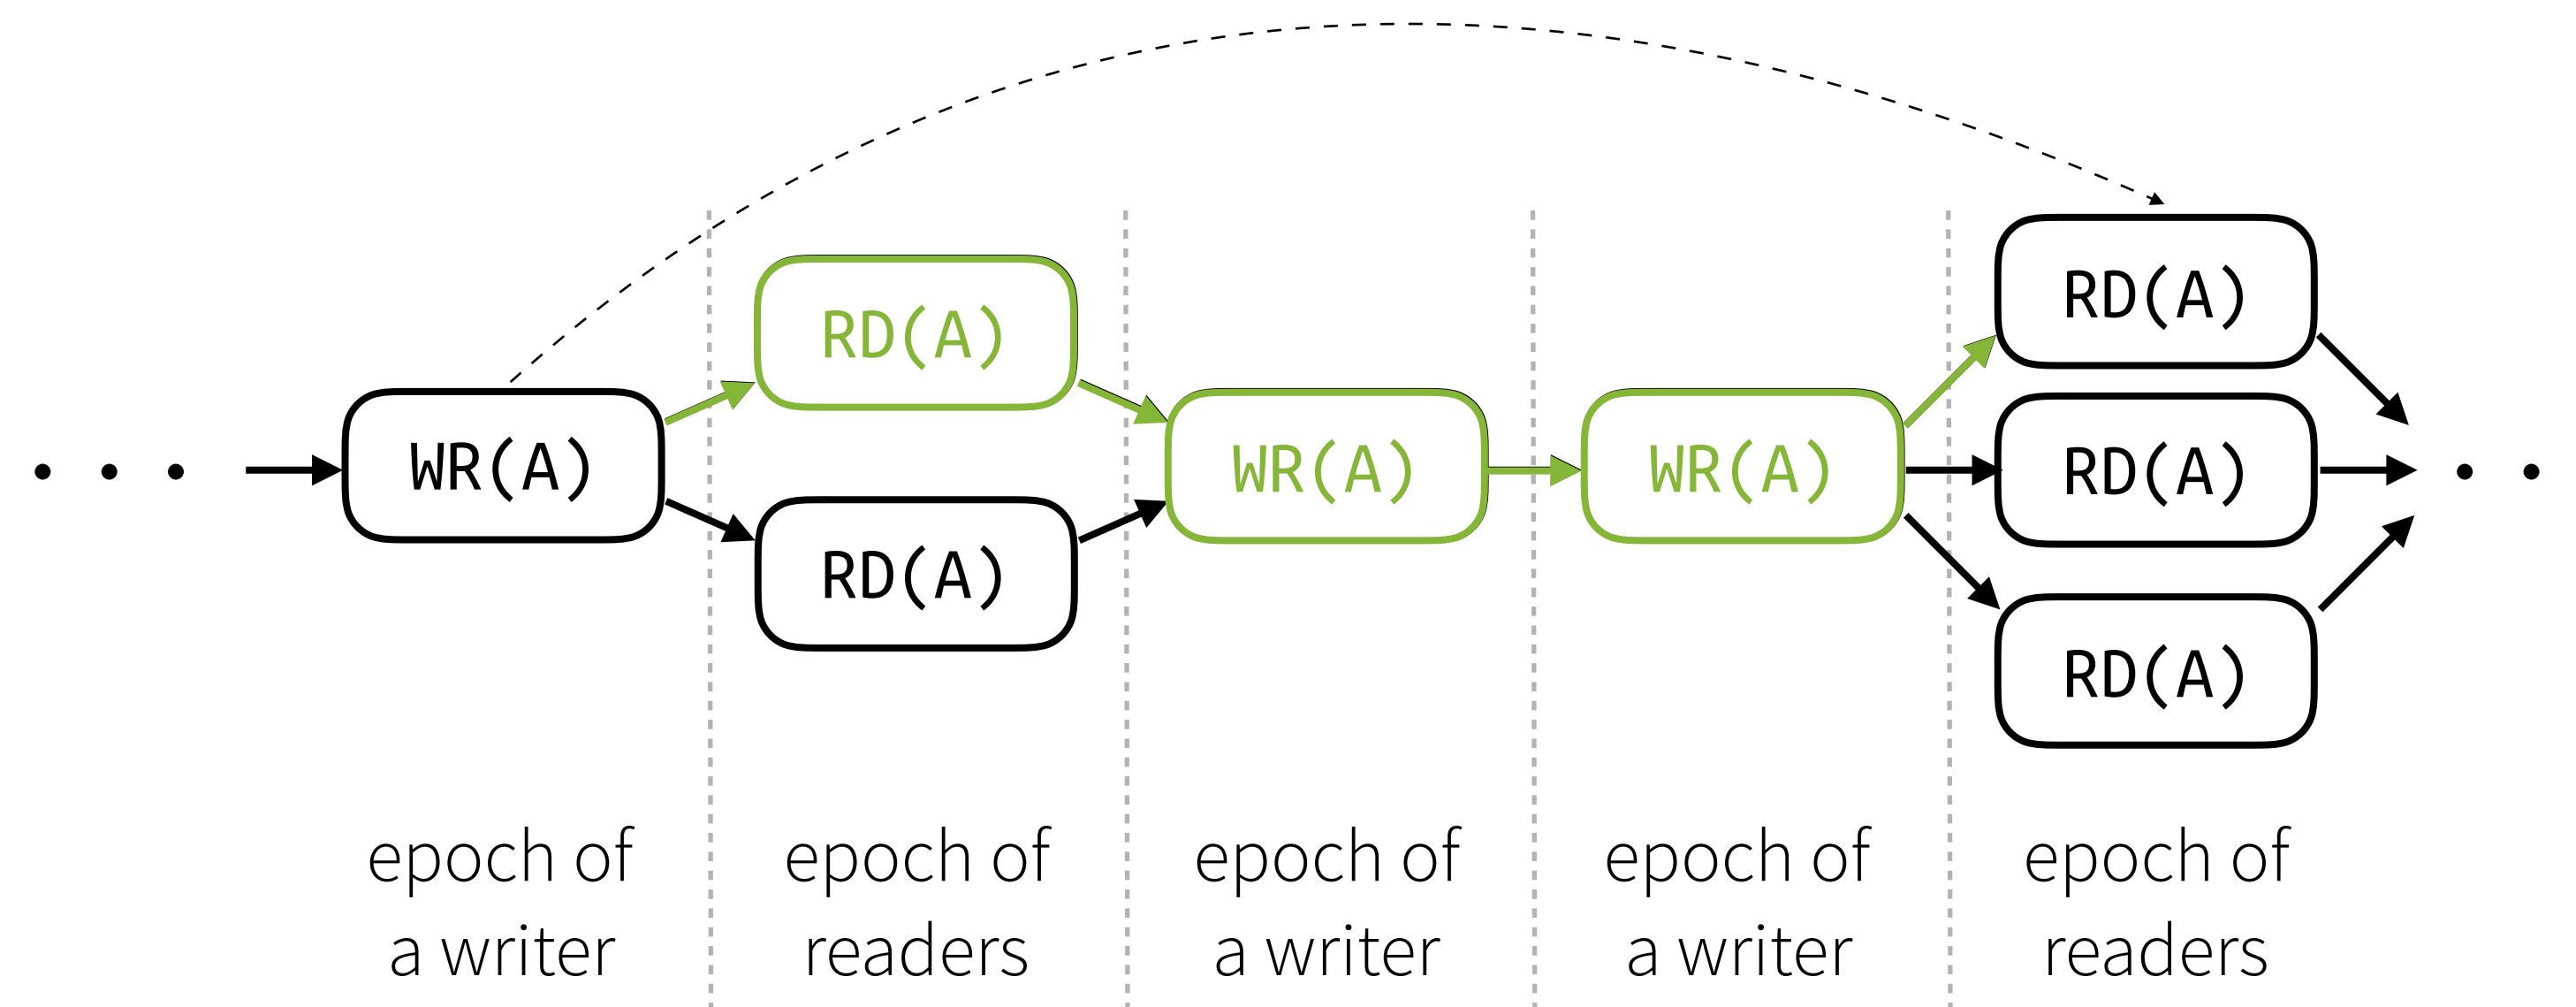 RD(A)
RD(A)
WR(A)
WR(A)
WR(A)
RD(A)
RD(A)
RD(A)
epoch of
a writer
epoch of
readers
epoch of
a writer
epoch of
a writer
epoch of
readers